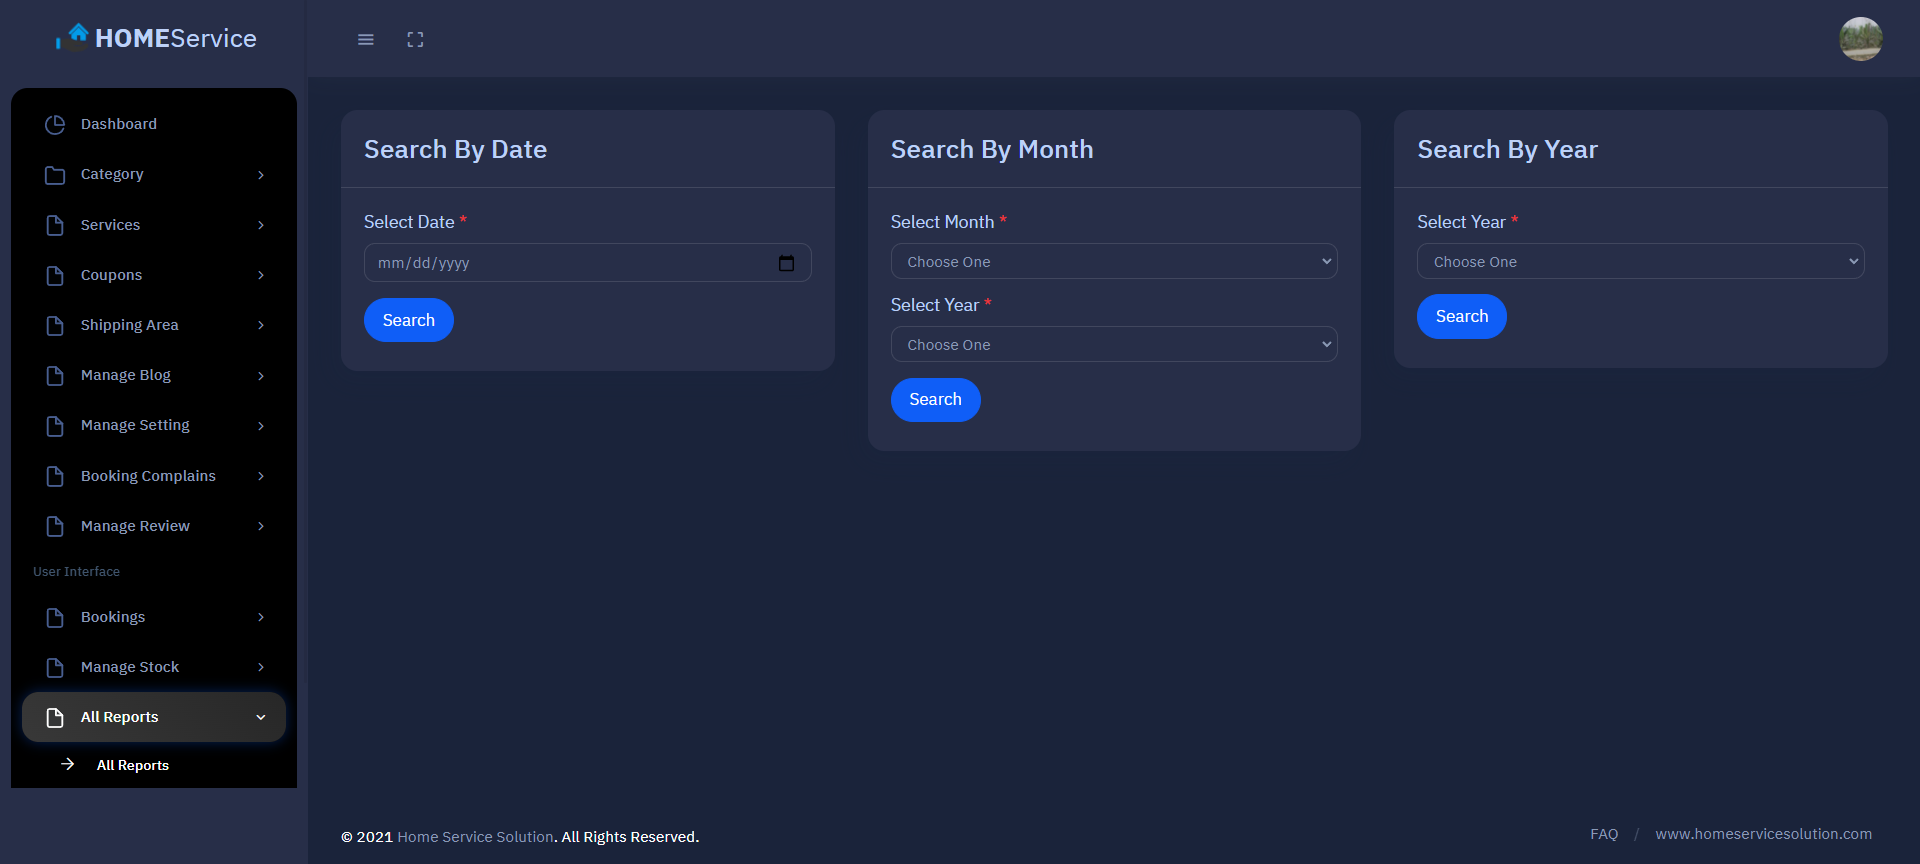 HOMEService
Dashboard
Category
Services
Coupons
Shipping Area
Manage Blog
Manage Setting
Booking Complains
Manage Review
User Interface
Bookings
Manage Stock
All Reports
All Reports
Search By Date
Select Date *
mm/dd/yyyy
Search
Search By Month
Select Month *
Choose One
Select Year *
Choose One
Search
Search By Year
Select Year *
Choose One
Search
© 2021 Home Service Solution. All Rights Reserved.
FAQ / www.homeservicesolution.com